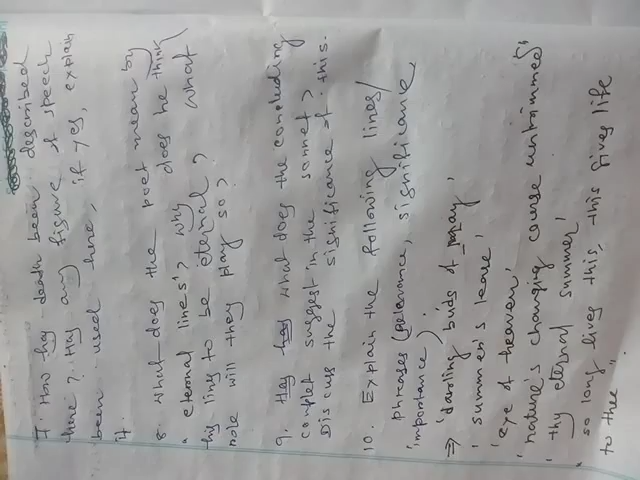 7. How has death been described
here? Has any figure of speech
been used here, if yes, explain
it.
8. what does the poet mean by
"eternal lines'? why does he think
his lines to be eternal? what
role will they play so?
9. Has what does the concluding
couplet suggest in the sonnet?
Discuss the significance of this.
10. Explain the following lines/
phrases (relevance, significance,
importance).
⇒ 'darling buds of may',
'summer's lease',
'eye of heaven',
'nature's changing course untrimmed',
'thy eternal summer'
"so long lives this, this gives life
to thee"